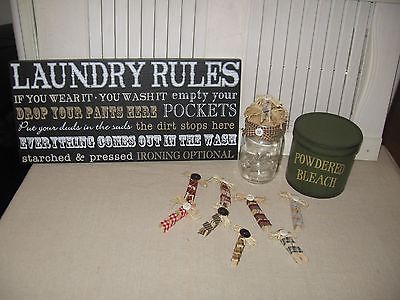 LAUNDRY RULES
IF YOU WEAR IT • YOU WASH IT empty your
DROP YOUR PANTS HERE POCKETS
Put your duds in the suds the dirt stops here
EVERYTHING COMES OUT IN THE WASH
starched & pressed IRONING OPTIONAL
POWDERED
BLEACH